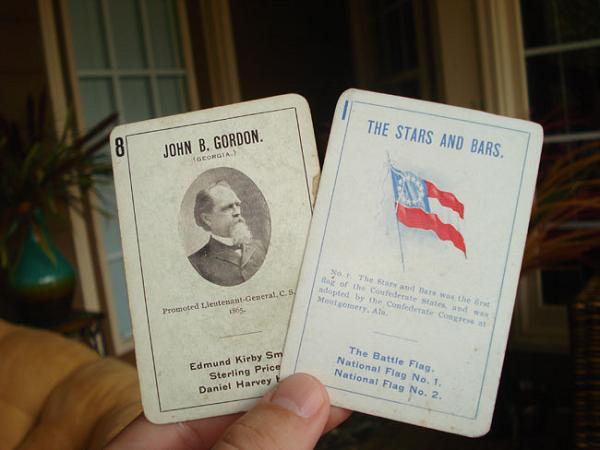 8
JOHN B. GORDON.
(GEORGIA.)
Promoted Lieutenant-General, C. S.
1865.
Edmund Kirby Sm
Sterling Price
Daniel Harvey H
1
THE STARS AND BARS.
No. 1. The Stars and Bars was the first
flag of the Confederate States, and was
adopted by the Confederate Congress at
Montgomery, Ala.
The Battle Flag.
National Flag No. 1.
National Flag No. 2.